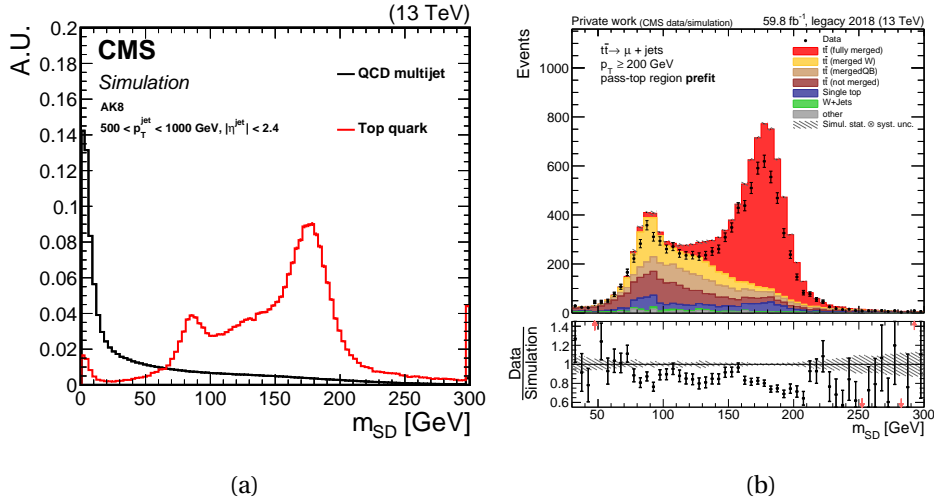 (13 TeV)
A.U.
0.2
0.18
0.16
0.14
0.12
0.1
0.08
0.06
0.04
0.02
0
CMS
Simulation
AK8
500 < p_T^jet < 1000 GeV, |η^jet| < 2.4
QCD multijet
Top quark
0 50 100 150 200 250 300
m_SD [GeV]
(a)
Private work (CMS data/simulation) 59.8 fb⁻¹, legacy 2018 (13 TeV)
Events
1000
800
600
400
200
0
tt̄→ μ + jets
p_T ≥ 200 GeV
pass-top region prefit
Data
tt̄ (fully merged)
tt̄ (merged W)
tt̄ (mergedQB)
tt̄ (not merged)
Single top
W+Jets
other
Simul. stat. ⊗ syst. unc.
Data
Simulation
1.4
1.2
1
0.8
0.6
50 100 150 200 250 300
m_SD [GeV]
(b)